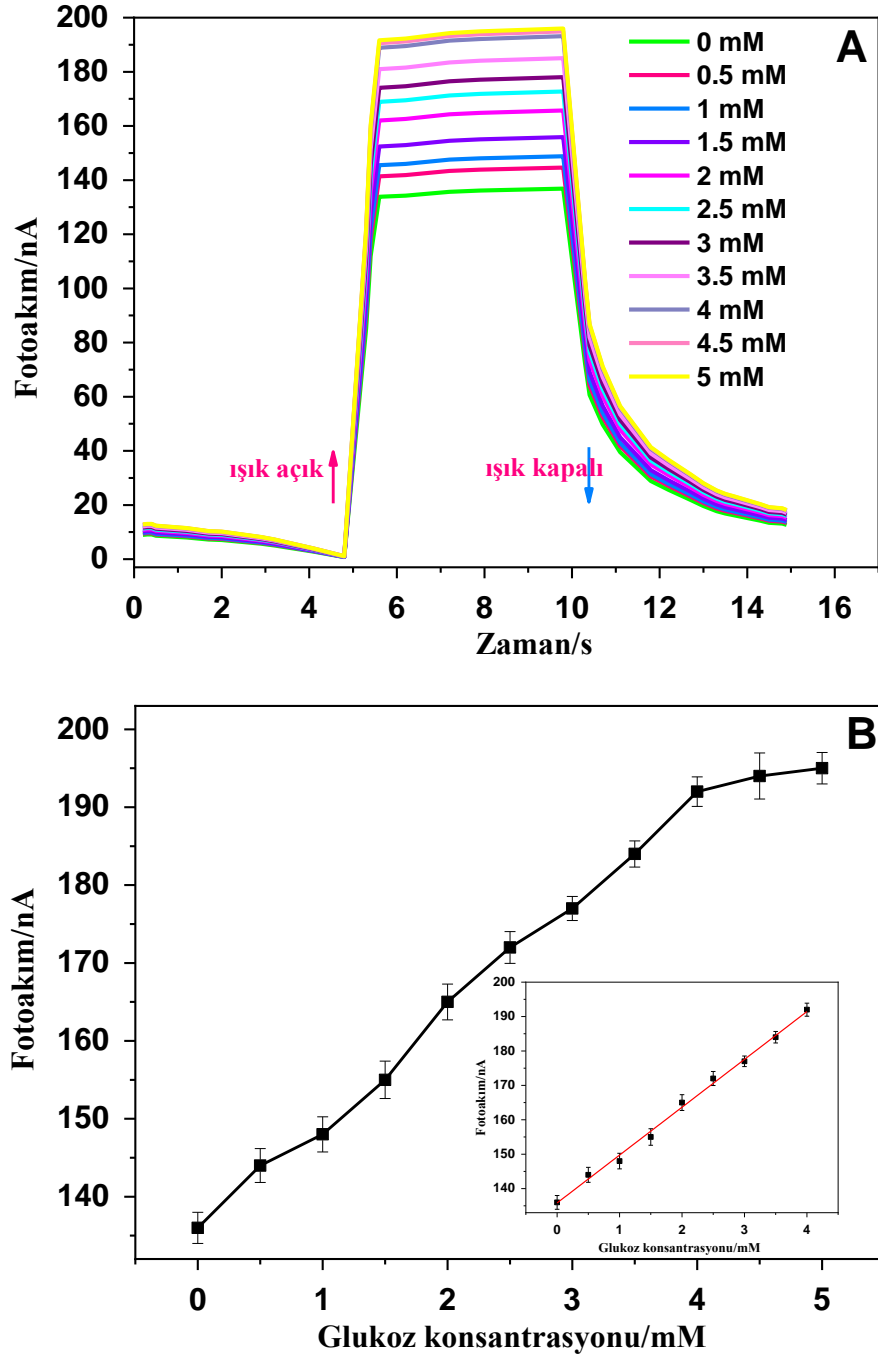 A
200
180
160
140
120
100
80
60
40
20
0
Fotoakım/nA
0 mM
0.5 mM
1 mM
1.5 mM
2 mM
2.5 mM
3 mM
3.5 mM
4 mM
4.5 mM
5 mM
ışık açık
ışık kapalı
0 2 4 6 8 10 12 14 16
Zaman/s
B
200
190
180
170
160
150
140
Fotoakım/nA
200
190
180
170
160
150
140
Fotoakım/nA
0 1 2 3 4
Glukoz konsantrasyonu/mM
0 1 2 3 4 5
Glukoz konsantrasyonu/mM